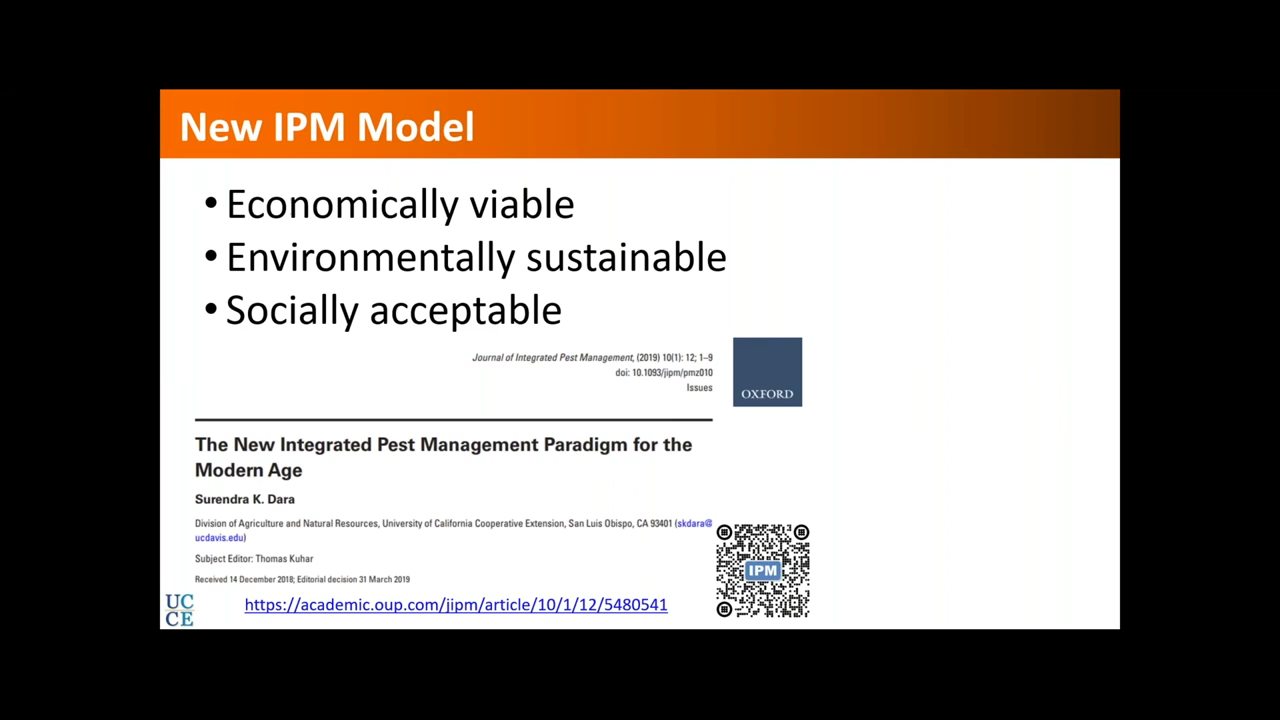 New IPM Model
• Economically viable
• Environmentally sustainable
• Socially acceptable
Journal of Integrated Pest Management, (2019) 10(1): 12; 1–9
doi: 10.1093/jipm/pmz010
Issues
OXFORD
The New Integrated Pest Management Paradigm for the
Modern Age
Surendra K. Dara
Division of Agriculture and Natural Resources, University of California Cooperative Extension, San Luis Obispo, CA 93401 (skdara@
ucdavis.edu)
Subject Editor: Thomas Kuhar
Received 14 December 2018; Editorial decision 31 March 2019
IPM
UC
CE
https://academic.oup.com/jipm/article/10/1/12/5480541